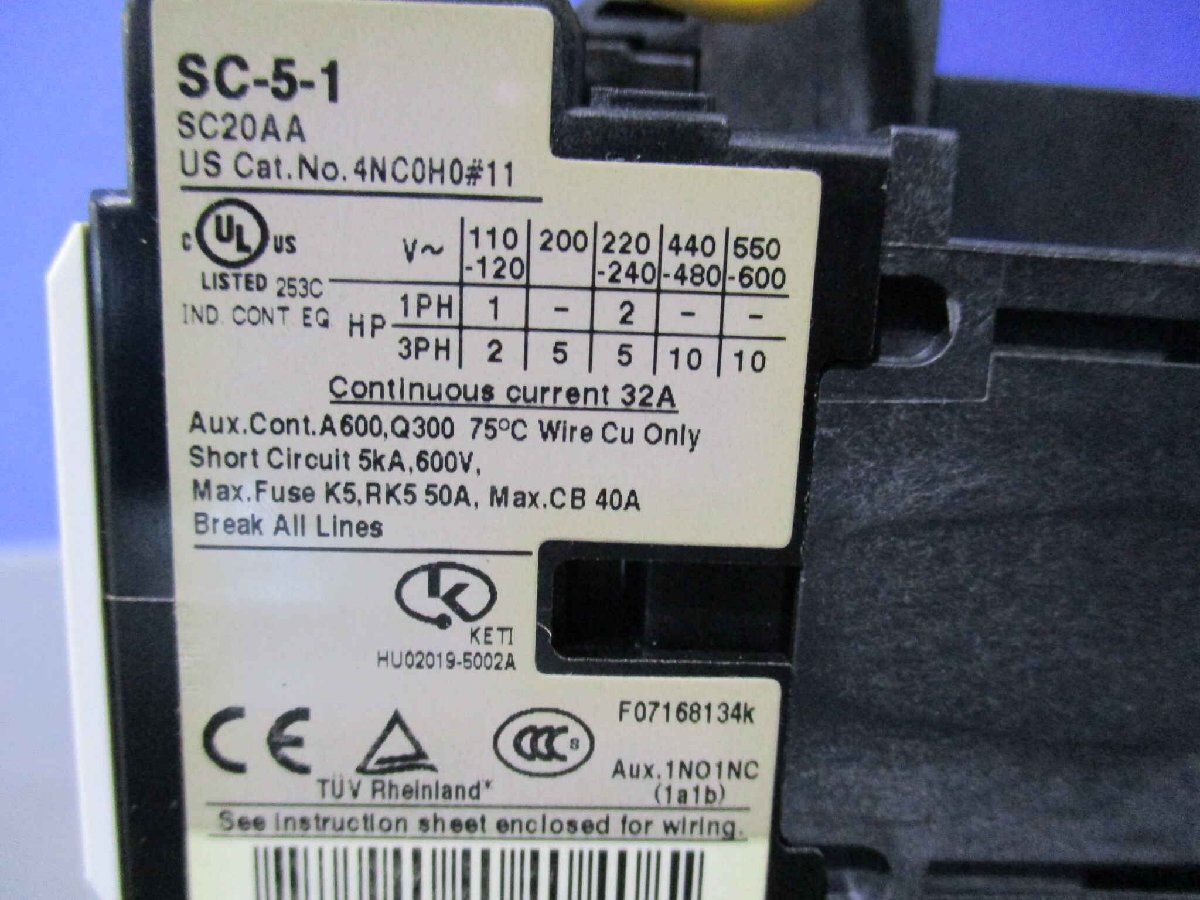 SC-5-1
SC20AA
US Cat.No.4NC0H0#11
C UL US
LISTED 253C
IND. CONT EQ
V~ 110-120 200 220-240 440-480 550-600
HP 1PH 1 - 2 - -
3PH 2 5 5 10 10
Continuous current 32A
Aux.Cont.A600,Q300 75°C Wire Cu Only
Short Circuit 5kA,600V,
Max.Fuse K5,RK5 50A, Max.CB 40A
Break All Lines
K
KETI
HU02019-5002A
CE
CCC S
F07168134k
TÜV Rheinland
Aux.1NO1NC
(1a1b)
See instruction sheet enclosed for wiring.